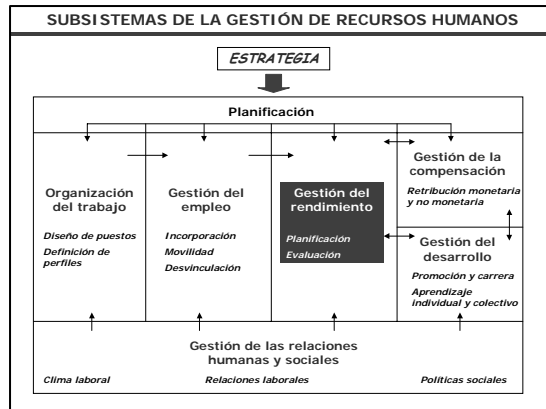 SUBSISTEMAS DE LA GESTIÓN DE RECURSOS HUMANOS
ESTRATEGIA
Planificación
Organización
del trabajo
Diseño de puestos
Definición de
perfiles
Gestión del
empleo
Incorporación
Movilidad
Desvinculación
Gestión del
rendimiento
Planificación
Evaluación
Gestión de la
compensación
Retribución monetaria
y no monetaria
Gestión del
desarrollo
Promoción y carrera
Aprendizaje
individual y colectivo
Gestión de las relaciones
humanas y sociales
Clima laboral
Relaciones laborales
Políticas sociales